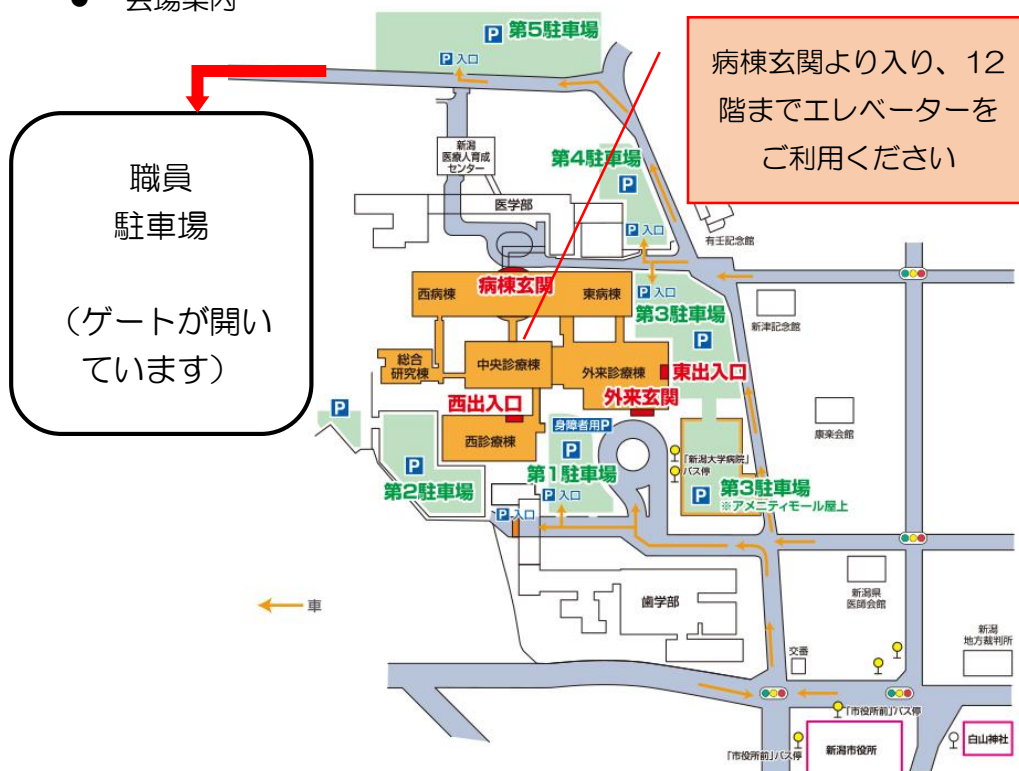 ● 会場案内
P 第5駐車場
P 入口
病棟玄関より入り、12
階までエレベーターを
ご利用ください
職員
駐車場
（ゲートが開い
ています）
新潟
医療人育成
センター
第4駐車場
P
医学部
P 入口
有壬記念館
西病棟
病棟玄関
東病棟
P 入口
第3駐車場
P
新津記念館
総合
研究棟
中央診療棟
外来診療棟
東出入口
西出入口
外来玄関
P
西診療棟
身障者用P
P
康楽会館
P
第2駐車場
第1駐車場
P 入口
「新潟大学病院」
バス停
P
第3駐車場
※アメニティモール屋上
P 入口
車
歯学部
新潟県
医師会館
新潟
地方裁判所
交番
「市役所前」バス停
「市役所前」バス停
新潟市役所
白山神社